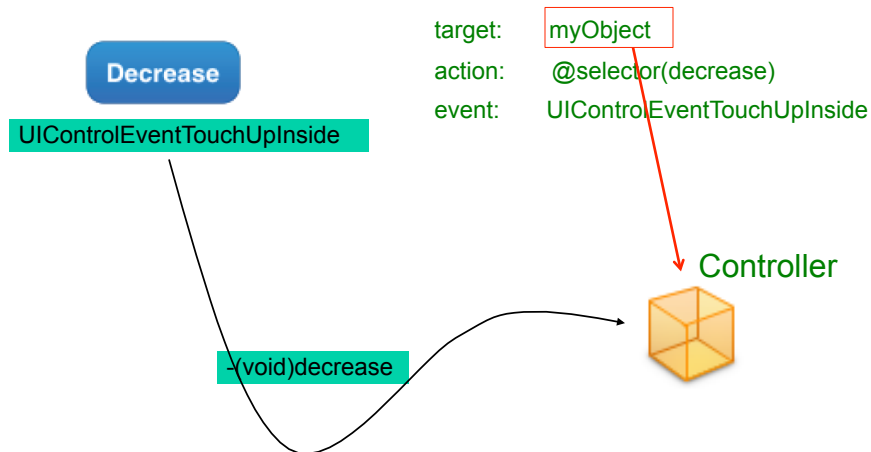 target: myObject
Decrease
action: @selector(decrease)
event: UIControlEventTouchUpInside
UIControlEventTouchUpInside
Controller
-(void)decrease